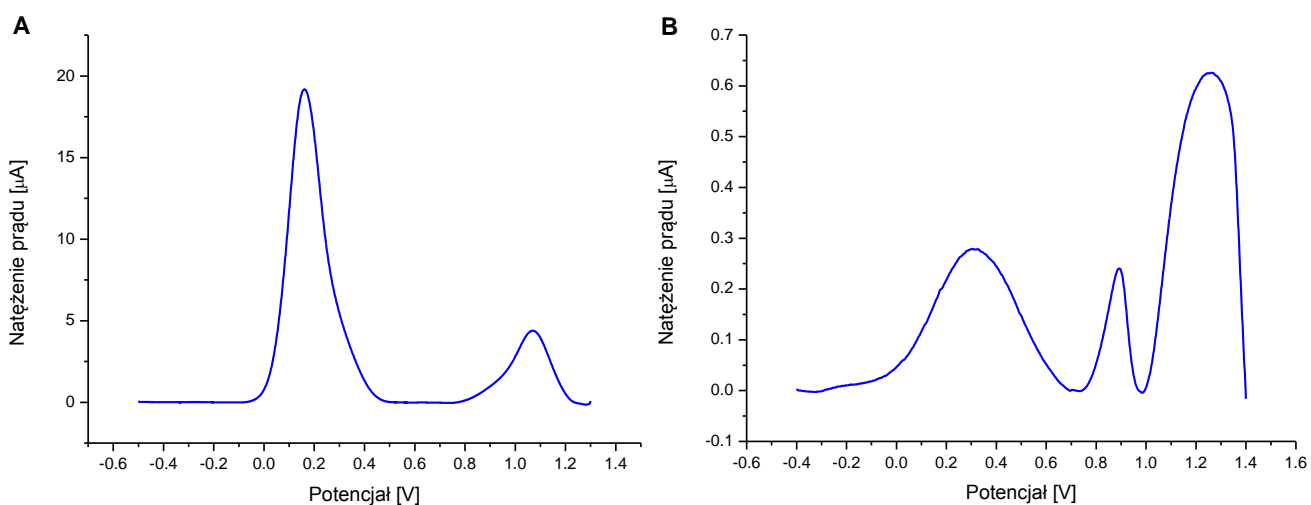 A
Natężenie prądu [μA]
20
15
10
5
0
-0.6 -0.4 -0.2 0.0 0.2 0.4 0.6 0.8 1.0 1.2 1.4
Potencjał [V]
B
Natężenie prądu [μA]
0.7
0.6
0.5
0.4
0.3
0.2
0.1
0.0
-0.1
-0.6 -0.4 -0.2 0.0 0.2 0.4 0.6 0.8 1.0 1.2 1.4 1.6
Potencjał [V]